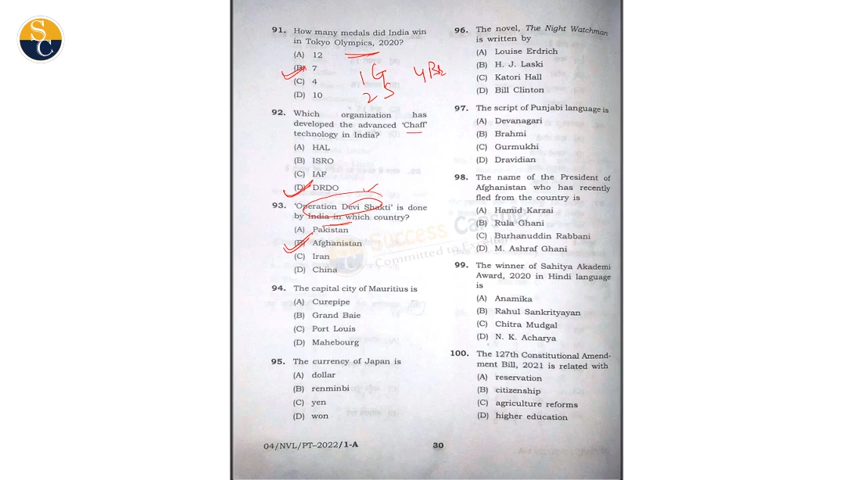 S
C
91. How many medals did India win
in Tokyo Olympics, 2020?
(A) 12
(B) 7
(C) 4
(D) 10
1G 4Br
2S
92. Which organization has
developed the advanced 'Chaff'
technology in India?
(A) HAL
(B) ISRO
(C) IAF
(D) DRDO
93. 'Operation Devi Shakti' is done
by India in which country?
(A) Pakistan
(B) Afghanistan
(C) Iran
(D) China
94. The capital city of Mauritius is
(A) Curepipe
(B) Grand Baie
(C) Port Louis
(D) Mahebourg
95. The currency of Japan is
(A) dollar
(B) renminbi
(C) yen
(D) won
04/NVL/PT-2022/1-A
96. The novel, The Night Watchman
is written by
(A) Louise Erdrich
(B) H. J. Laski
(C) Katori Hall
(D) Bill Clinton
97. The script of Punjabi language is
(A) Devanagari
(B) Brahmi
(C) Gurmukhi
(D) Dravidian
98. The name of the President of
Afghanistan who has recently
fled from the country is
(A) Hamid Karzai
(B) Rula Ghani
(C) Burhanuddin Rabbani
(D) M. Ashraf Ghani
99. The winner of Sahitya Akademi
Award, 2020 in Hindi language
is
(A) Anamika
(B) Rahul Sankrityayan
(C) Chitra Mudgal
(D) N. K. Acharya
100. The 127th Constitutional Amend-
ment Bill, 2021 is related with
(A) reservation
(B) citizenship
(C) agriculture reforms
(D) higher education
30
Success
Committed to